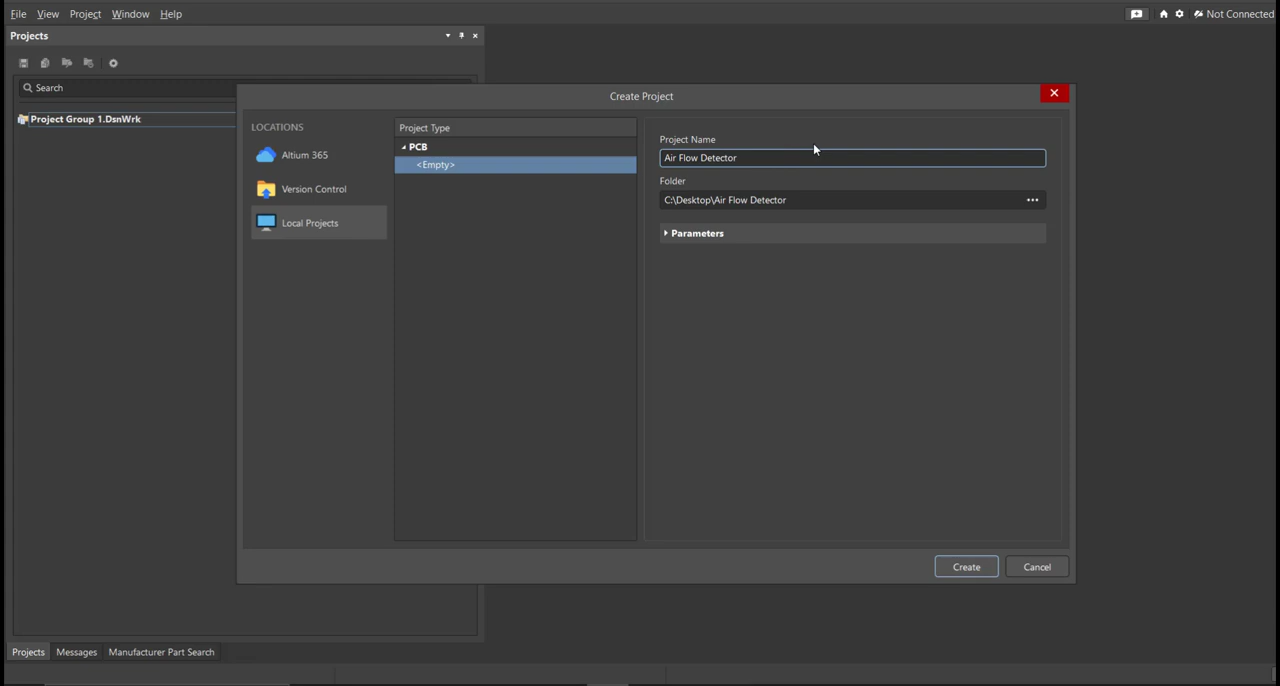 File View Project Window Help
Not Connected
Projects
Search
Project Group 1.DsnWrk
Create Project
LOCATIONS
Altium 365
Version Control
Local Projects
Project Type
PCB
<Empty>
Project Name
Air Flow Detector
Folder
C:\Desktop\Air Flow Detector
Parameters
Create Cancel
Projects Messages Manufacturer Part Search